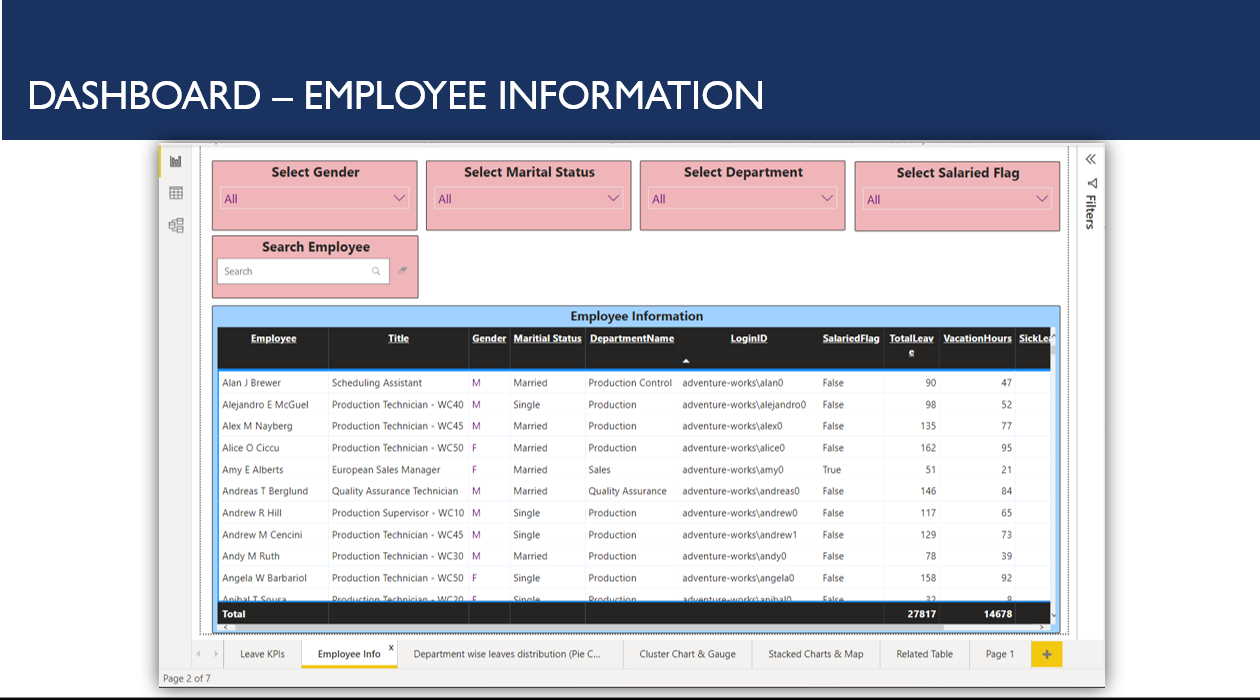 DASHBOARD – EMPLOYEE INFORMATION
Select Gender Select Marital Status Select Department Select Salaried Flag
All All All All
Filters
Search Employee
Search
Employee Information
Employee Title Gender Maritial Status DepartmentName LoginID SalariedFlag TotalLeav VacationHours SickLea
e
Alan J Brewer Scheduling Assistant M Married Production Control adventure-works\alan0 False 90 47
Alejandro E McGuel Production Technician - WC40 M Single Production adventure-works\alejandro0 False 98 52
Alex M Nayberg Production Technician - WC45 M Married Production adventure-works\alex0 False 135 77
Alice O Ciccu Production Technician - WC50 F Married Production adventure-works\alice0 False 162 95
Amy E Alberts European Sales Manager F Married Sales adventure-works\amy0 True 51 21
Andreas T Berglund Quality Assurance Technician M Married Quality Assurance adventure-works\andreas0 False 146 84
Andrew R Hill Production Supervisor - WC10 M Single Production adventure-works\andrew0 False 117 65
Andrew M Cencini Production Technician - WC45 M Single Production adventure-works\andrew1 False 129 73
Andy M Ruth Production Technician - WC30 M Married Production adventure-works\andy0 False 78 39
Angela W Barbariol Production Technician - WC50 F Single Production adventure-works\angela0 False 158 92
Anibal T Sousa Production Technician - WC20 F Single Production adventure-works\anibal0 False 32 8
Total 27817 14678
Leave KPIs Employee Info x Department wise leaves distribution (Pie C... Cluster Chart & Gauge Stacked Charts & Map Related Table Page 1 +
Page 2 of 7